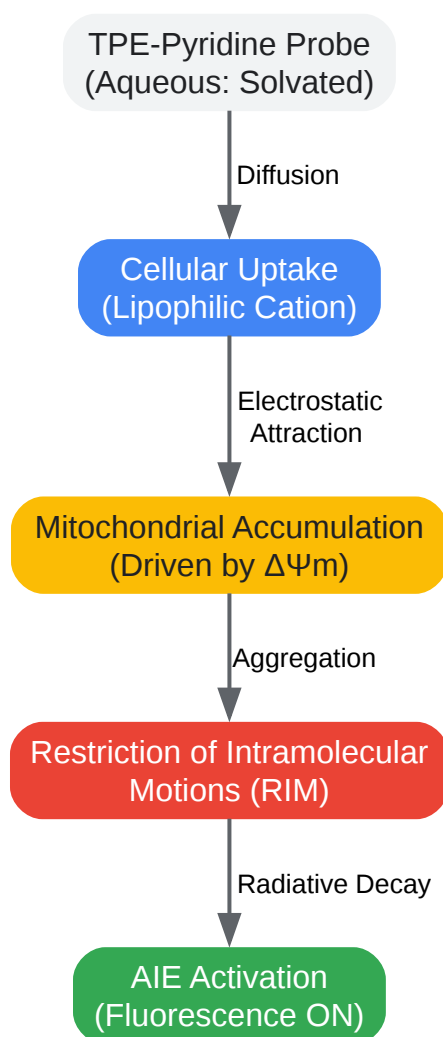 TPE-Pyridine Probe
(Aqueous: Solvated)
Diffusion
Cellular Uptake
(Lipophilic Cation)
Electrostatic
Attraction
Mitochondrial Accumulation
(Driven by ΔΨm)
Aggregation
Restriction of Intramolecular
Motions (RIM)
Radiative Decay
AIE Activation
(Fluorescence ON)